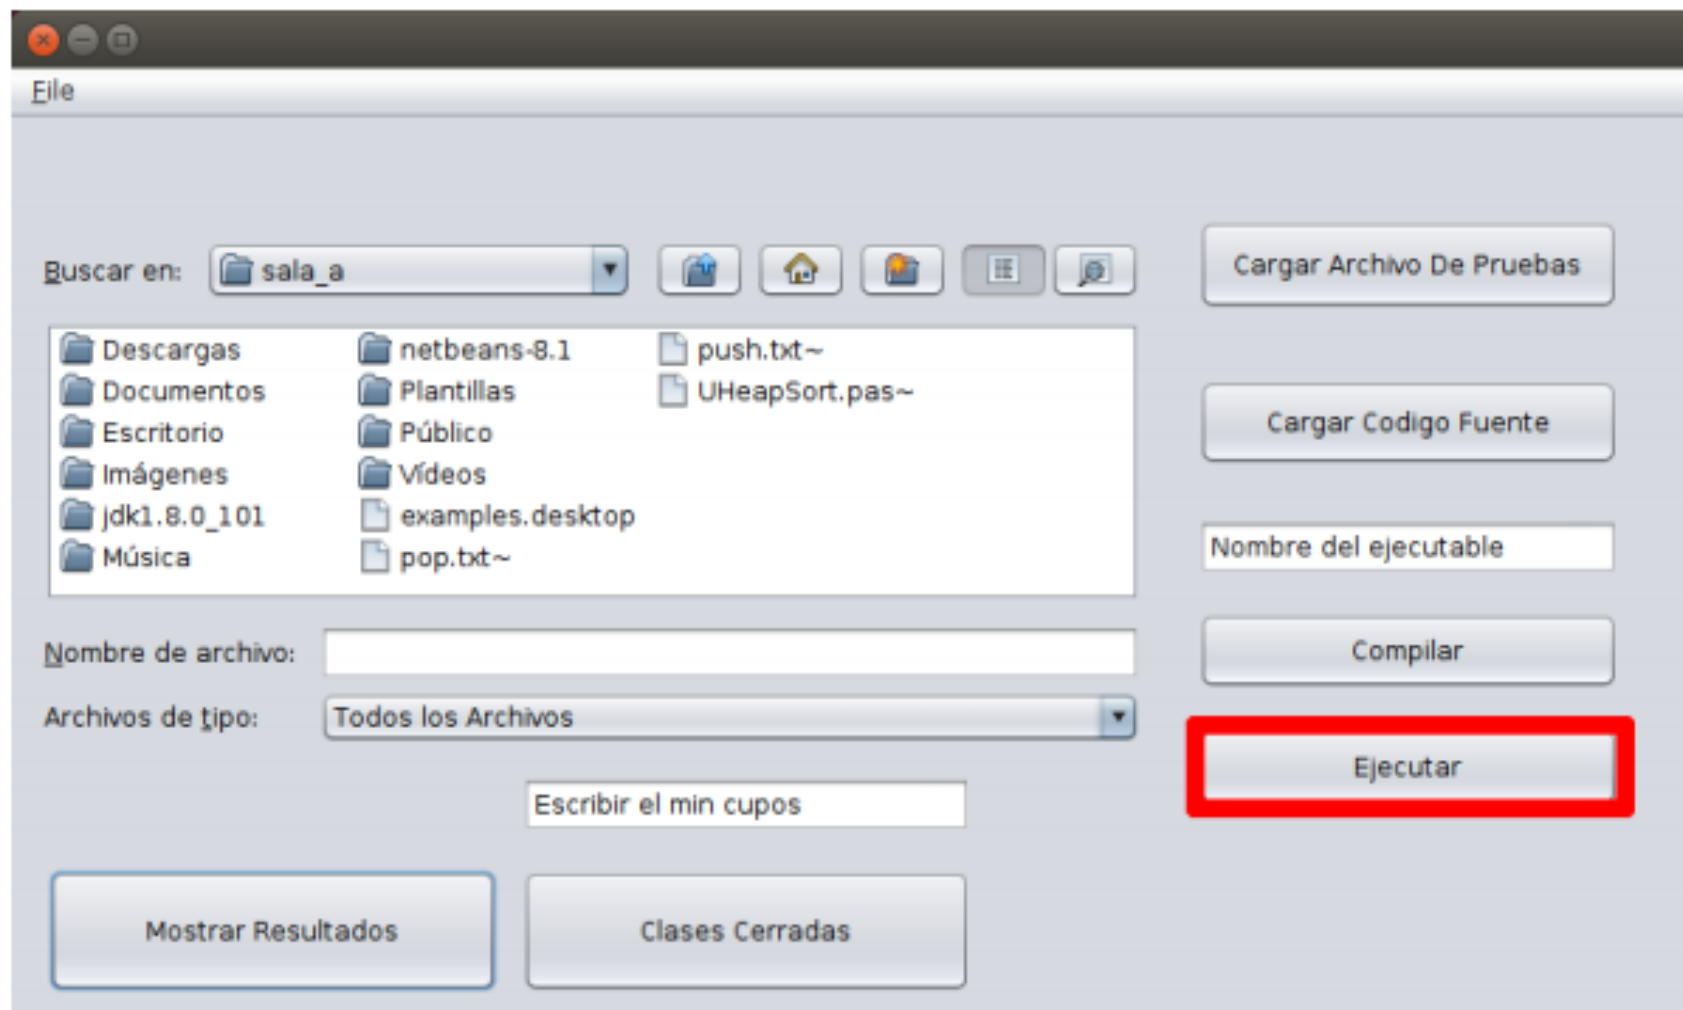 File
Buscar en: sala_a
Cargar Archivo De Pruebas
Descargas netbeans-8.1 push.txt~
Documentos Plantillas UHeapSort.pas~
Escritorio Público
Imágenes Vídeos
jdk1.8.0_101 examples.desktop
Música pop.txt~
Cargar Codigo Fuente
Nombre del ejecutable
Nombre de archivo:
Compilar
Archivos de tipo: Todos los Archivos
Ejecutar
Escribir el min cupos
Mostrar Resultados
Clases Cerradas